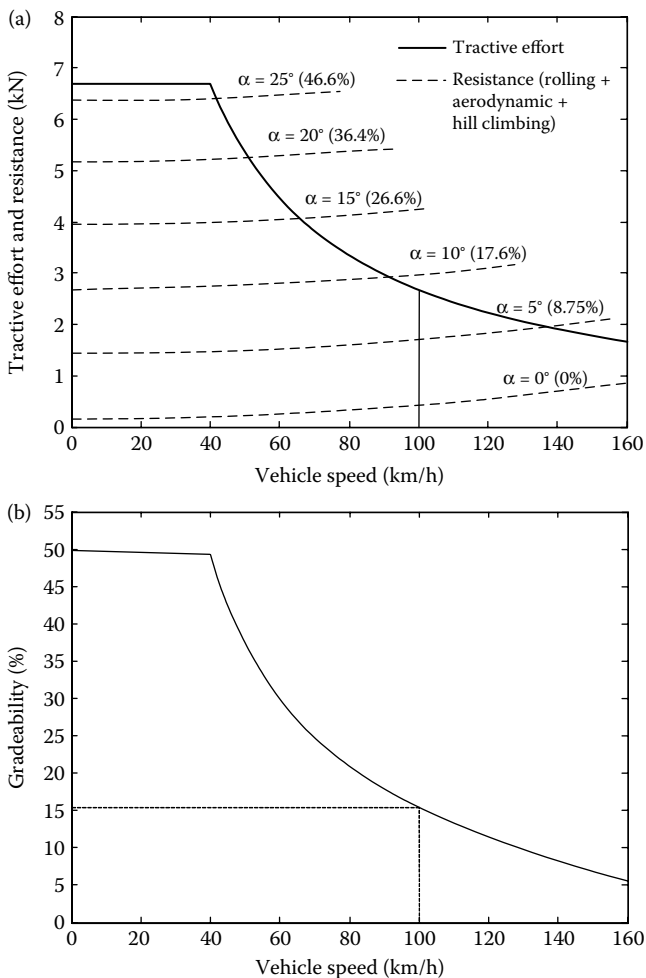 (a)
8
7
6
5
4
3
2
1
0
Tractive effort and resistance (kN)
Tractive effort
Resistance (rolling +
aerodynamic +
hill climbing)
α = 25° (46.6%)
α = 20° (36.4%)
α = 15° (26.6%)
α = 10° (17.6%)
α = 5° (8.75%)
α = 0° (0%)
0 20 40 60 80 100 120 140 160
Vehicle speed (km/h)
(b)
55
50
45
40
35
30
25
20
15
10
5
0
Gradeability (%)
0 20 40 60 80 100 120 140 160
Vehicle speed (km/h)